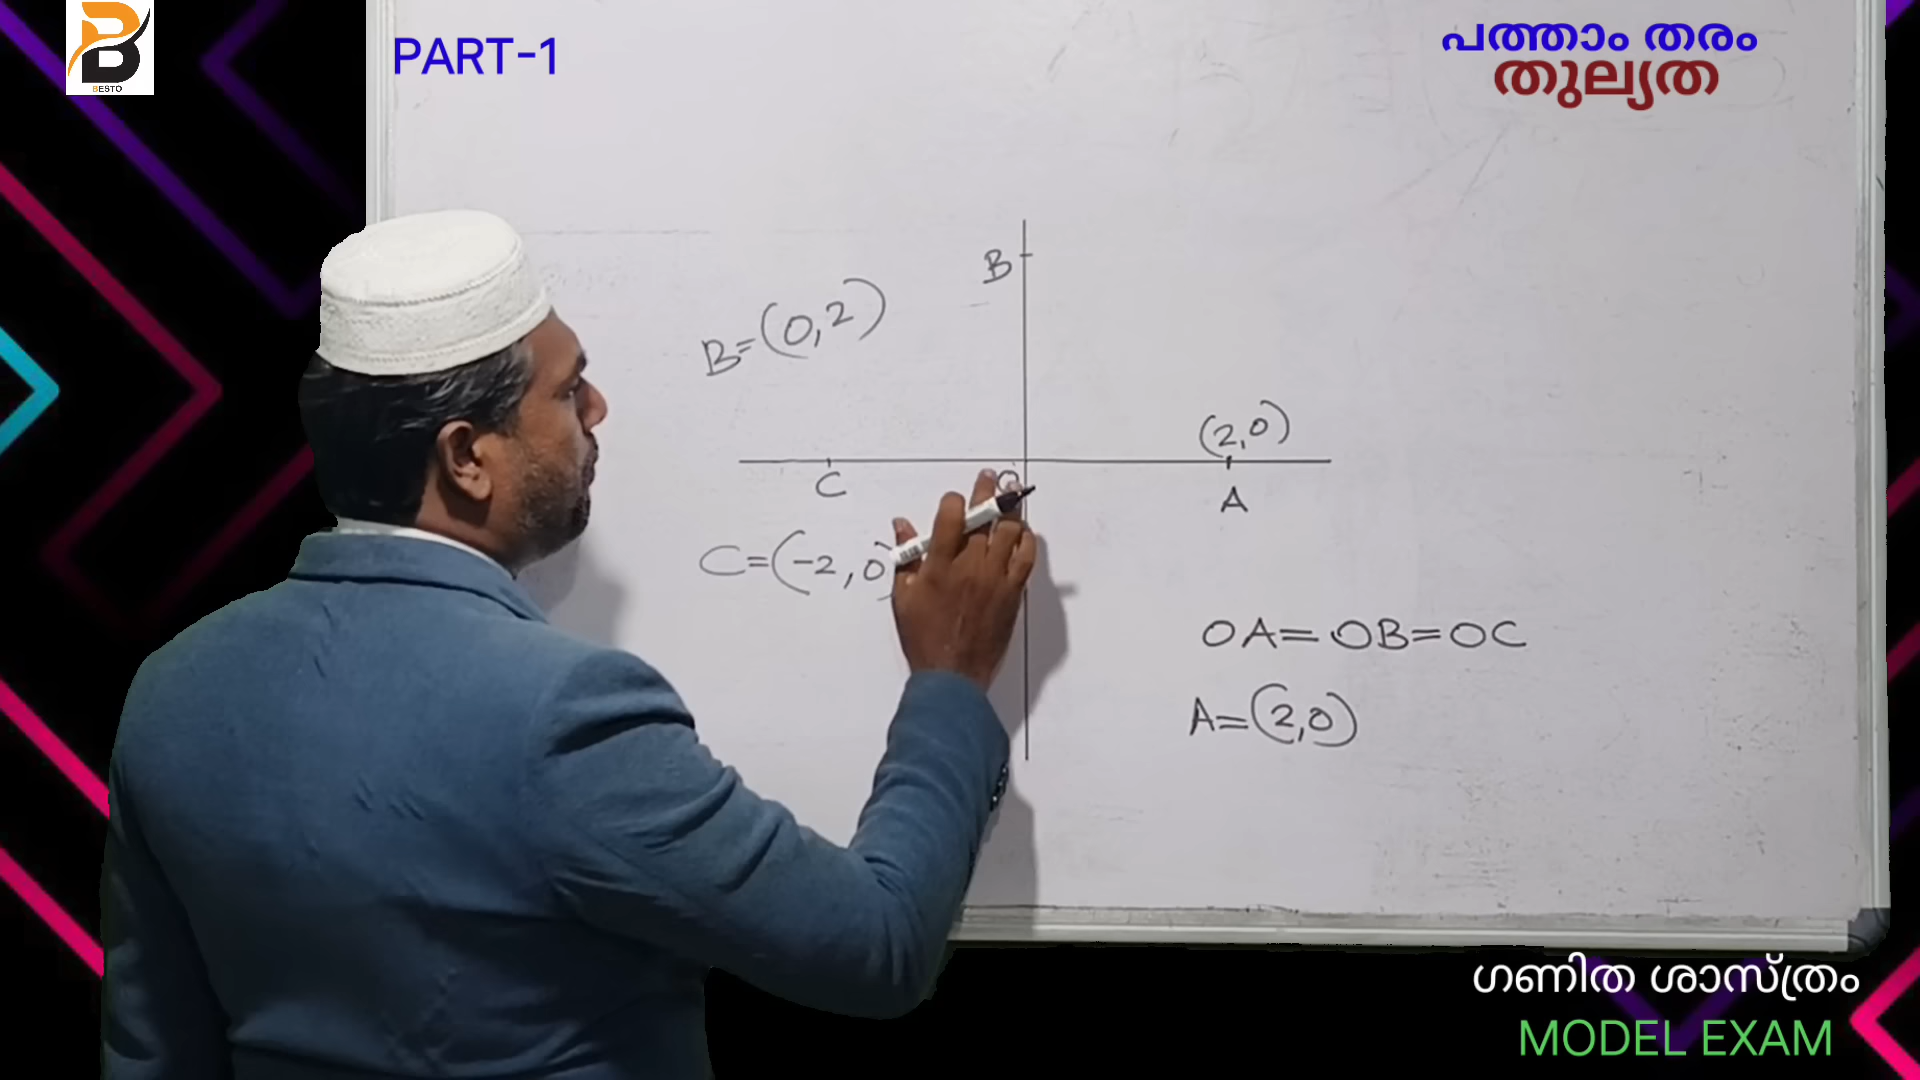 BESTO
PART-1
പത്താം തരം
തുല്യത
B
B=(0,2)
(2,0)
C
O
A
C=(-2,0)
OA=OB=OC
A=(2,0)
ഗണിത ശാസ്ത്രം
MODEL EXAM